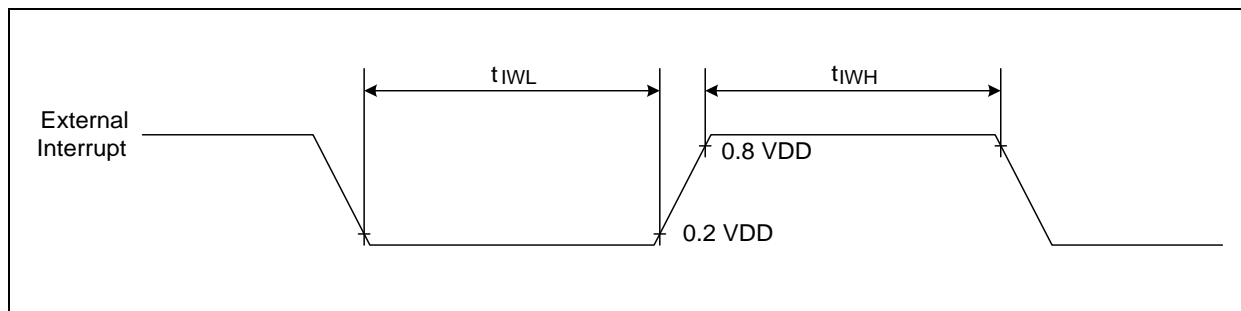 tIWL
tIWH
External
Interrupt
0.8 VDD
0.2 VDD